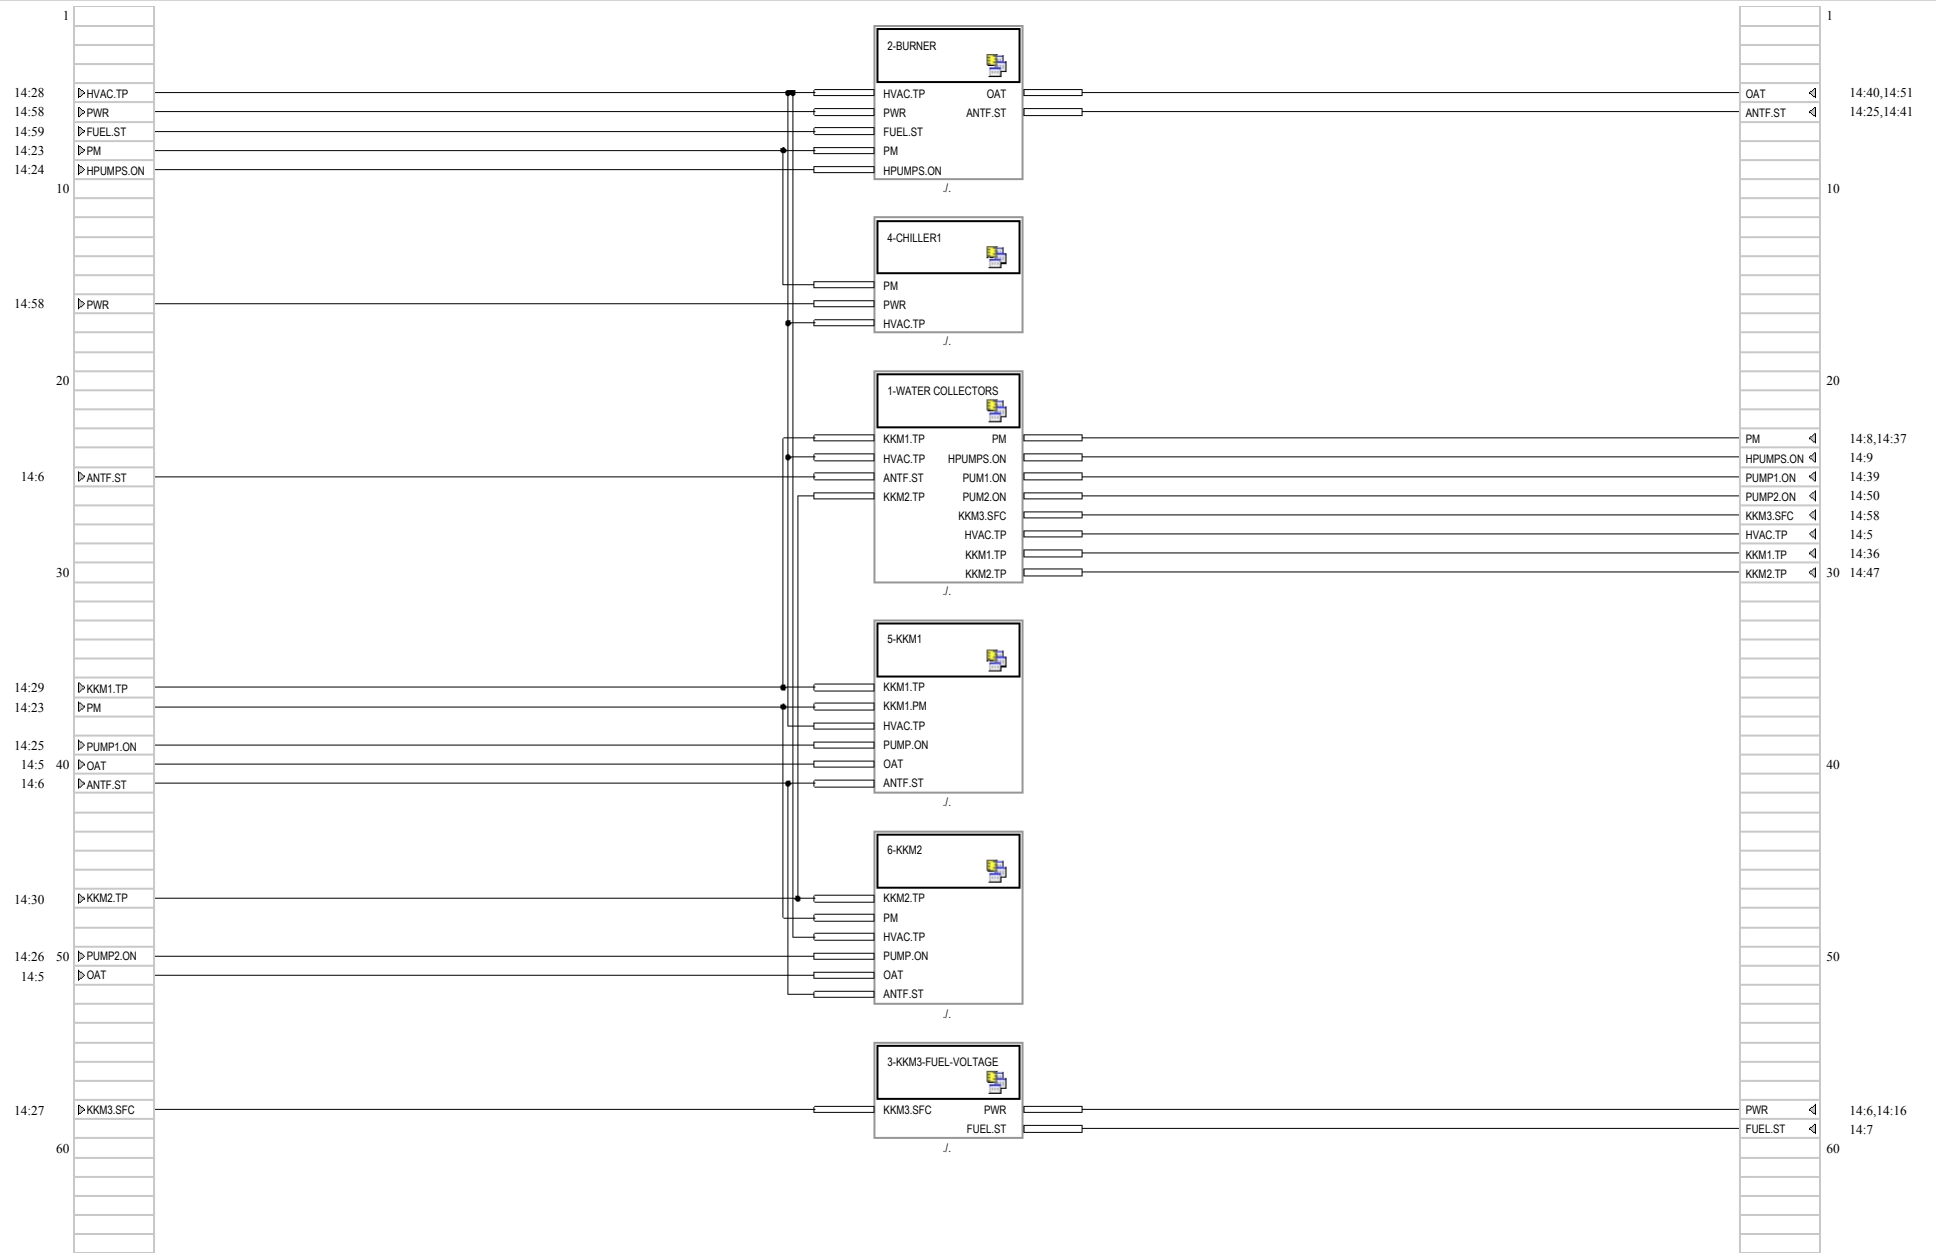 1 1
2-BURNER
14:28 HVAC.TP HVAC.TP OAT OAT 14:40,14:51
14:58 PWR PWR ANTF.ST ANTF.ST 14:25,14:41
14:59 FUEL.ST FUEL.ST
14:23 PM PM
14:24 HPUMPS.ON HPUMPS.ON
10 ./. 10
4-CHILLER1
PM
14:58 PWR PWR
HVAC.TP
./.
20 20
1-WATER COLLECTORS
KKM1.TP PM PM 14:8,14:37
HVAC.TP HPUMPS.ON HPUMPS.ON 14:9
14:6 ANTF.ST ANTF.ST PUM1.ON PUMP1.ON 14:39
KKM2.TP PUM2.ON PUMP2.ON 14:50
KKM3.SFC KKM3.SFC 14:58
HVAC.TP HVAC.TP 14:5
KKM1.TP KKM1.TP 14:36
30 KKM2.TP KKM2.TP 30 14:47
./.
5-KKM1
14:29 KKM1.TP KKM1.TP
14:23 PM KKM1.PM
HVAC.TP
14:25 PUMP1.ON PUMP.ON
14:5 40 OAT OAT 40
14:6 ANTF.ST ANTF.ST
./.
6-KKM2
14:30 KKM2.TP KKM2.TP
PM
HVAC.TP
14:26 50 PUMP2.ON PUMP.ON 50
14:5 OAT OAT
ANTF.ST
./.
3-KKM3-FUEL-VOLTAGE
14:27 KKM3.SFC KKM3.SFC PWR PWR 14:6,14:16
FUEL.ST FUEL.ST 14:7
60 ./. 60